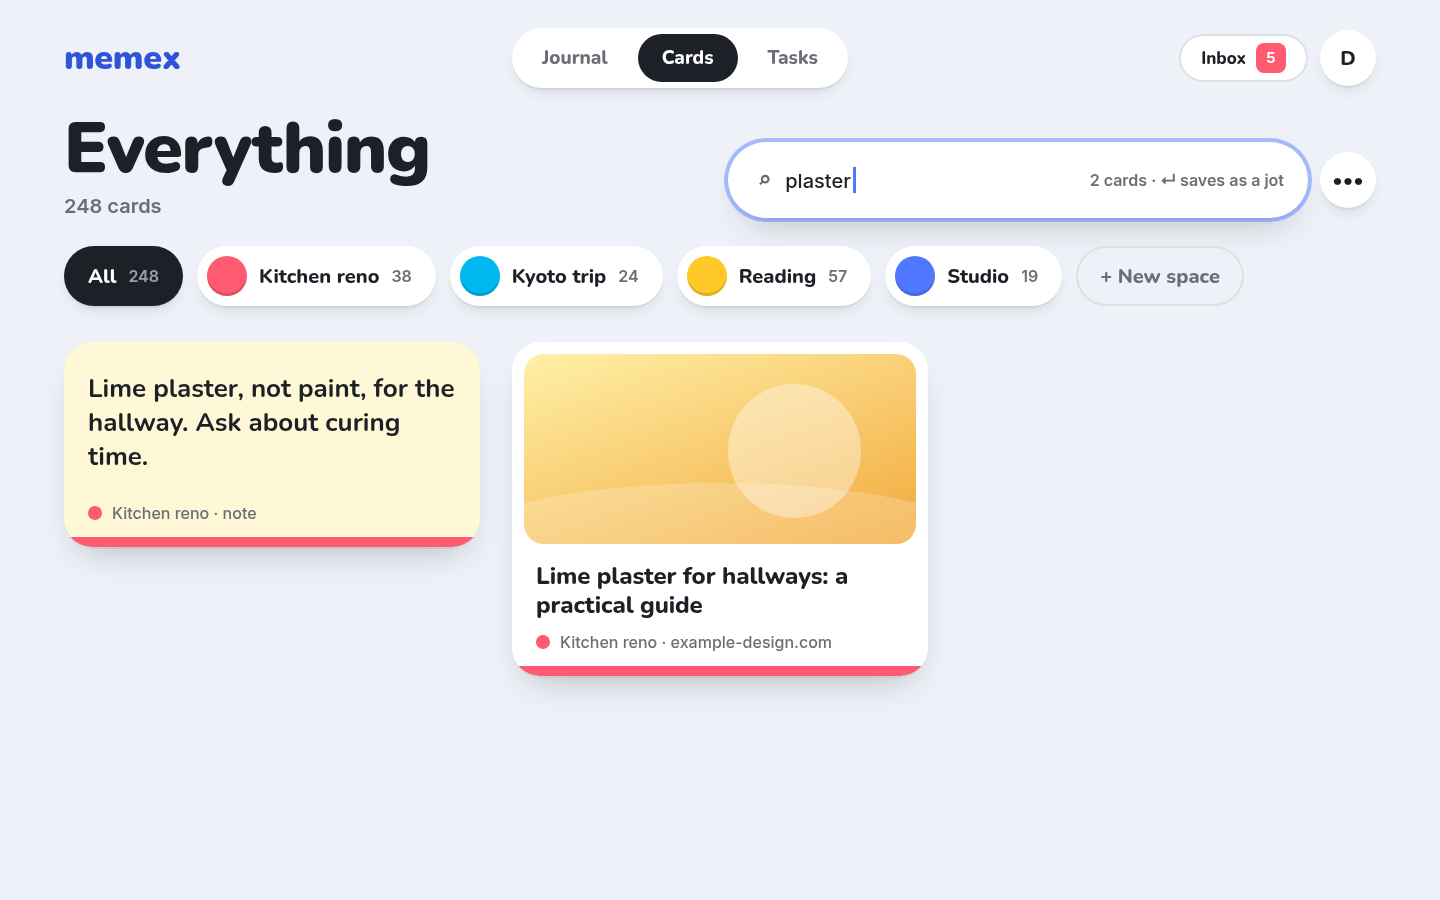 memex
Journal
Cards
Tasks
Inbox 5
D
Everything
248 cards
plaster
2 cards · ↵ saves as a jot
•••
All 248
Kitchen reno 38
Kyoto trip 24
Reading 57
Studio 19
+ New space
Lime plaster, not paint, for the
hallway. Ask about curing
time.
Kitchen reno · note
Lime plaster for hallways: a
practical guide
Kitchen reno · example-design.com